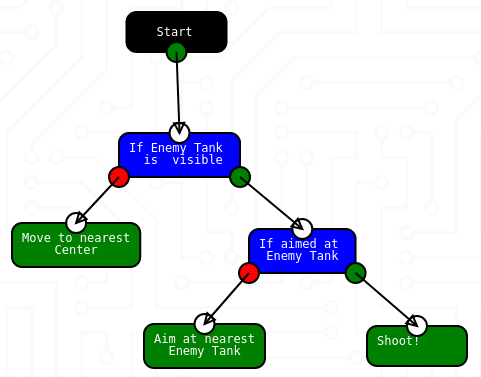 Start
If Enemy Tank
is visible
Move to nearest
Center
If aimed at
Enemy Tank
Aim at nearest
Enemy Tank
Shoot!